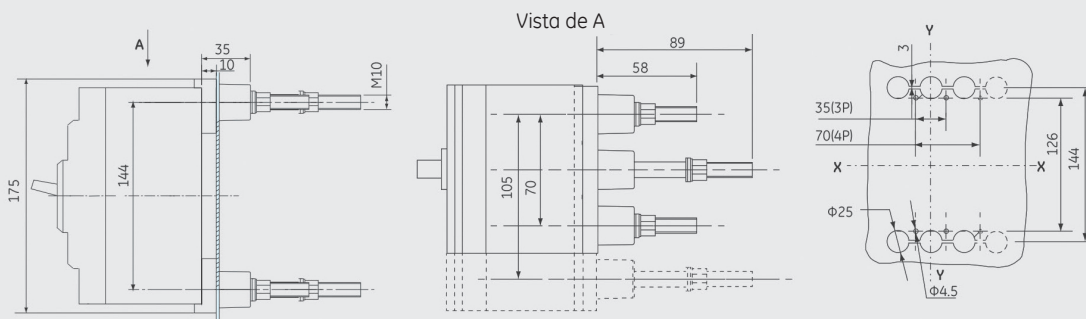 Vista de A
A
35
10
M10
175
144
89
58
105
70
Y
3
35(3P)
70(4P)
X
X
126
144
Φ25
Y
Φ4.5